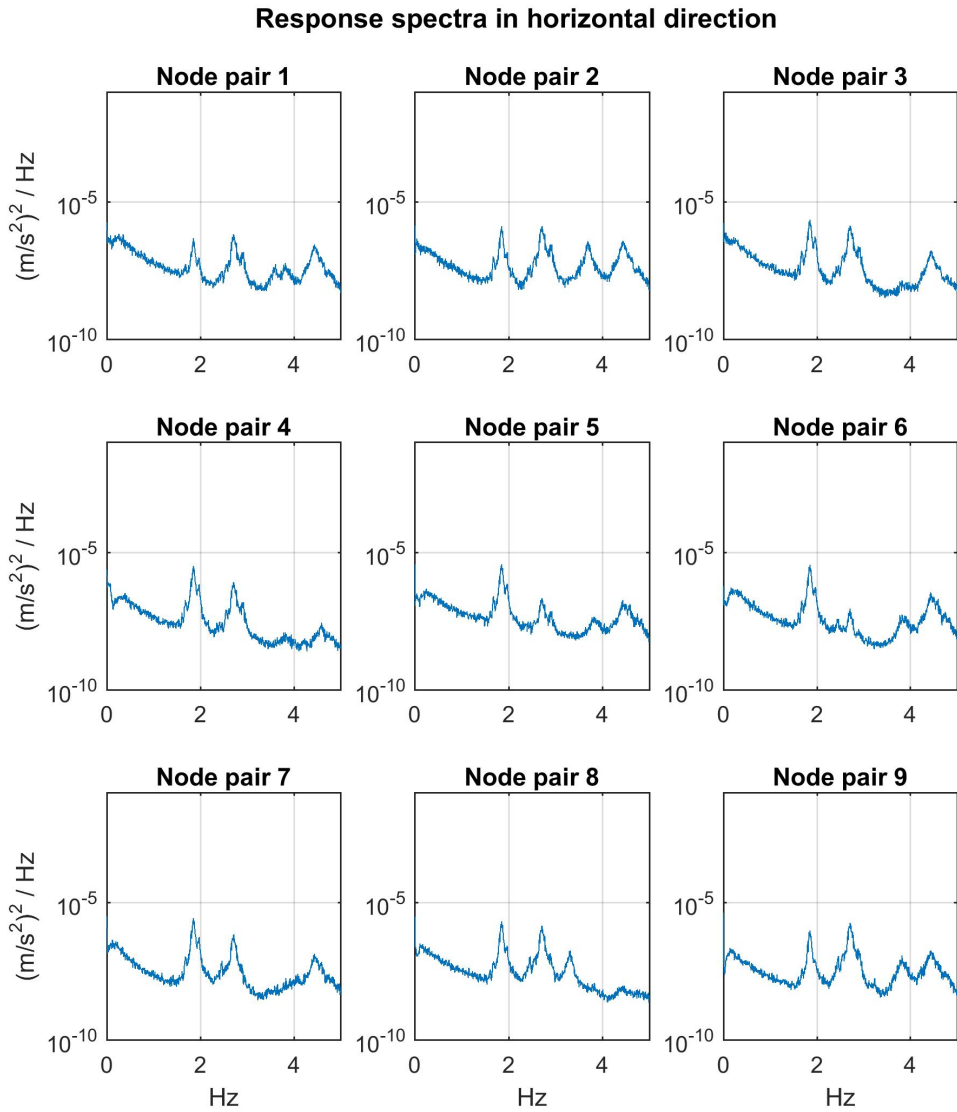 Response spectra in horizontal direction
Node pair 1 Node pair 2 Node pair 3
(m/s²)² / Hz
10⁻⁵ 10⁻⁵ 10⁻⁵
10⁻¹⁰ 10⁻¹⁰ 10⁻¹⁰
0 2 4 0 2 4 0 2 4
Node pair 4 Node pair 5 Node pair 6
(m/s²)² / Hz
10⁻⁵ 10⁻⁵ 10⁻⁵
10⁻¹⁰ 10⁻¹⁰ 10⁻¹⁰
0 2 4 0 2 4 0 2 4
Node pair 7 Node pair 8 Node pair 9
(m/s²)² / Hz
10⁻⁵ 10⁻⁵ 10⁻⁵
10⁻¹⁰ 10⁻¹⁰ 10⁻¹⁰
0 2 4 0 2 4 0 2 4
Hz Hz Hz